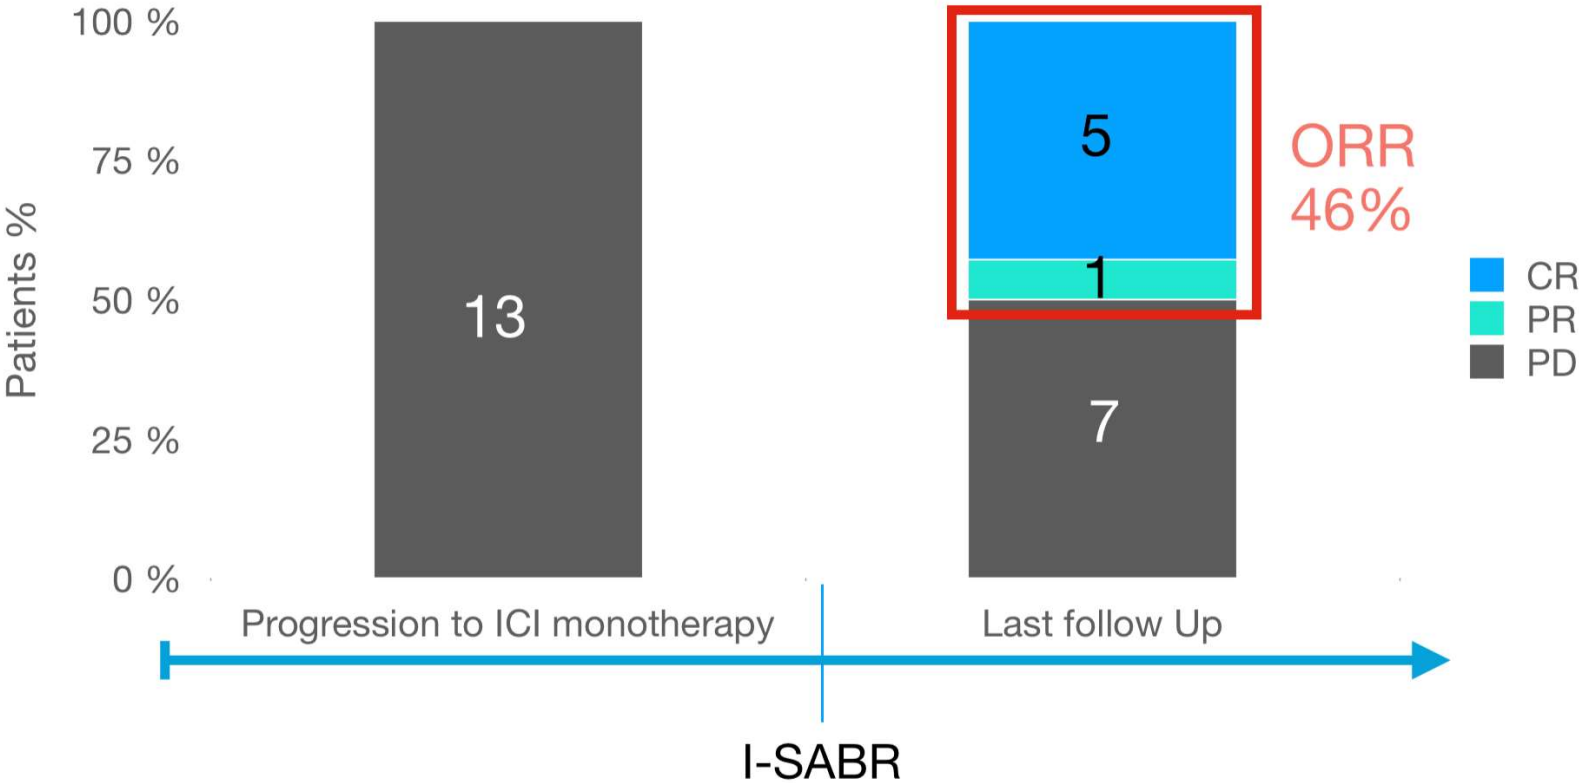 Patients %
100 %
75 %
50 %
25 %
0 %
13
5
1
7
ORR
46%
CR
PR
PD
Progression to ICI monotherapy
Last follow Up
I-SABR